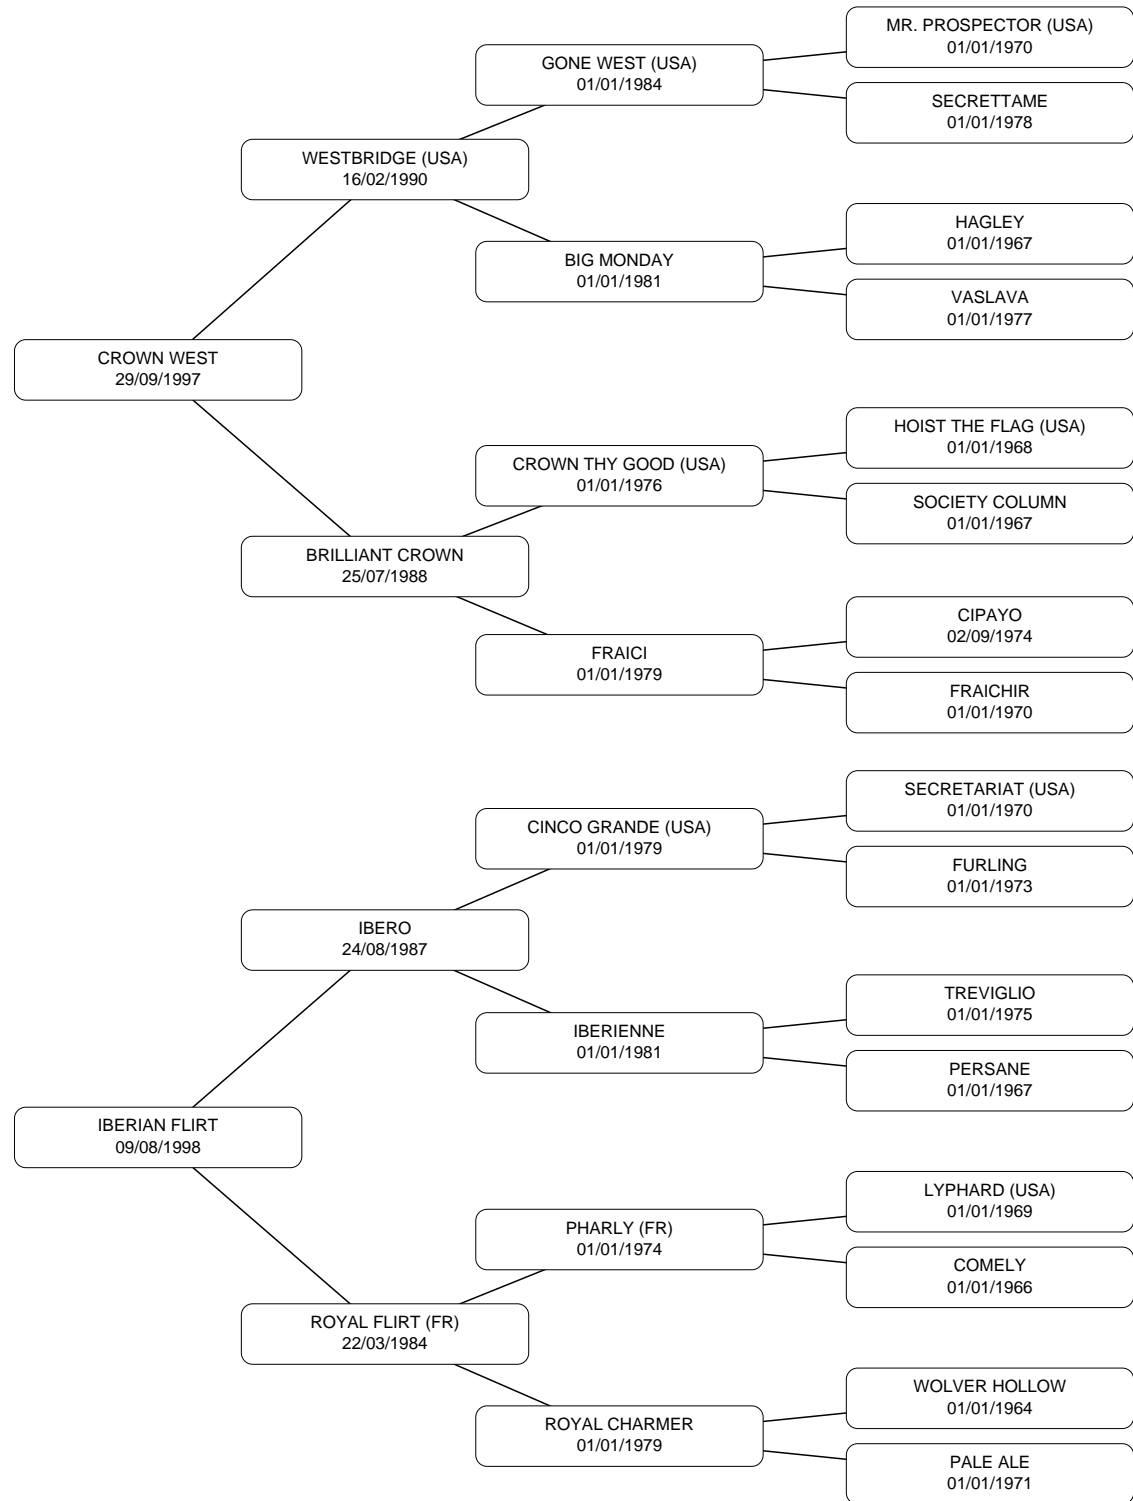 MR. PROSPECTOR (USA)
01/01/1970
GONE WEST (USA)
01/01/1984
SECRETTAME
01/01/1978
WESTBRIDGE (USA)
16/02/1990
HAGLEY
01/01/1967
BIG MONDAY
01/01/1981
VASLAVA
01/01/1977
CROWN WEST
29/09/1997
HOIST THE FLAG (USA)
01/01/1968
CROWN THY GOOD (USA)
01/01/1976
SOCIETY COLUMN
01/01/1967
BRILLIANT CROWN
25/07/1988
CIPAYO
02/09/1974
FRAICI
01/01/1979
FRAICHIR
01/01/1970
SECRETARIAT (USA)
01/01/1970
CINCO GRANDE (USA)
01/01/1979
FURLING
01/01/1973
IBERO
24/08/1987
TREVIGLIO
01/01/1975
IBERIENNE
01/01/1981
PERSANE
01/01/1967
IBERIAN FLIRT
09/08/1998
LYPHARD (USA)
01/01/1969
PHARLY (FR)
01/01/1974
COMELY
01/01/1966
ROYAL FLIRT (FR)
22/03/1984
WOLVER HOLLOW
01/01/1964
ROYAL CHARMER
01/01/1979
PALE ALE
01/01/1971